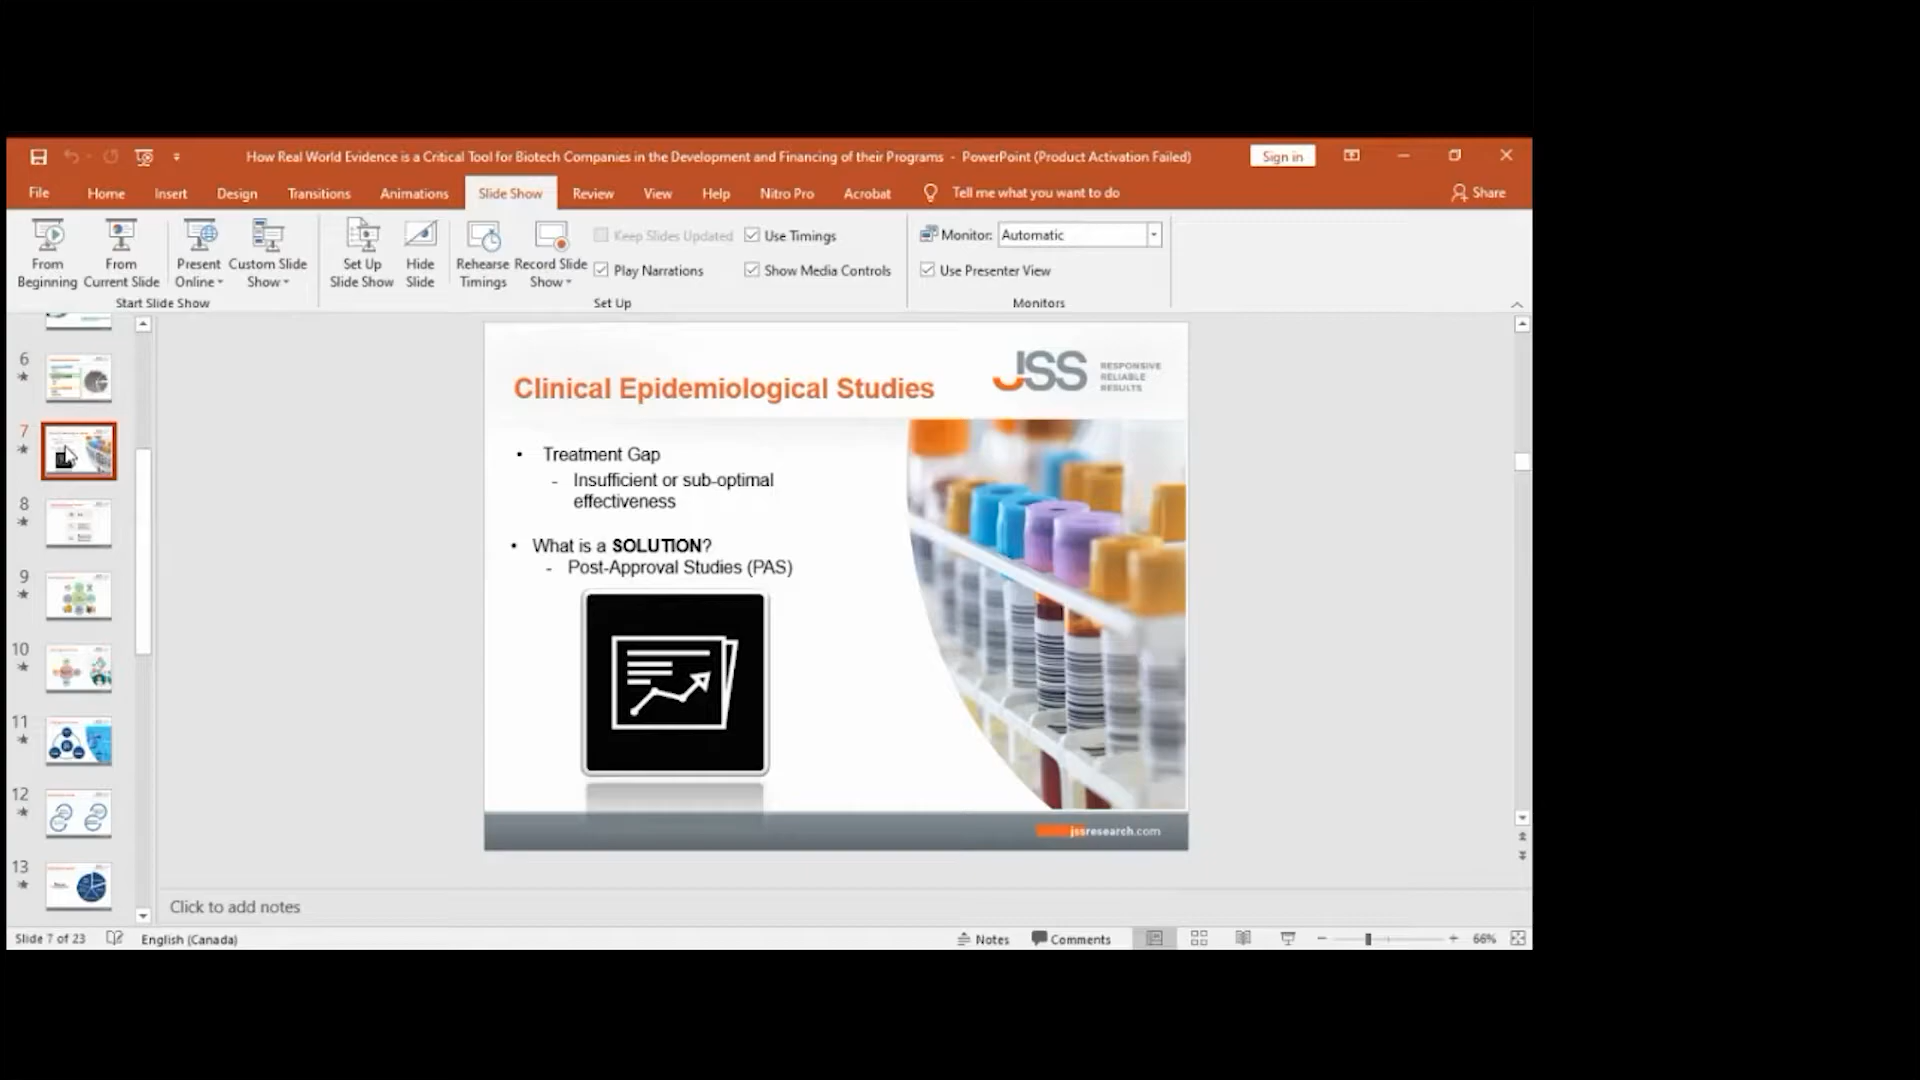 How Real World Evidence is a Critical Tool for Biotech Companies in the Development and Financing of their Programs - PowerPoint (Product Activation Failed)
Sign in
File Home Insert Design Transitions Animations Slide Show Review View Help Nitro Pro Acrobat Tell me what you want to do Share
From Beginning
From Current Slide
Present Online
Custom Slide Show
Start Slide Show
Set Up Slide Show
Hide Slide
Rehearse Timings
Record Slide Show
Keep Slides Updated
Use Timings
Play Narrations
Show Media Controls
Set Up
Monitor: Automatic
Use Presenter View
Monitors
6
7
8
9
10
11
12
13
Clinical Epidemiological Studies
JSS
RESPONSIVE
RELIABLE
RESULTS
• Treatment Gap
- Insufficient or sub-optimal
effectiveness
• What is a SOLUTION?
- Post-Approval Studies (PAS)
jssresearch.com
Click to add notes
Slide 7 of 23 English (Canada) Notes Comments 66%